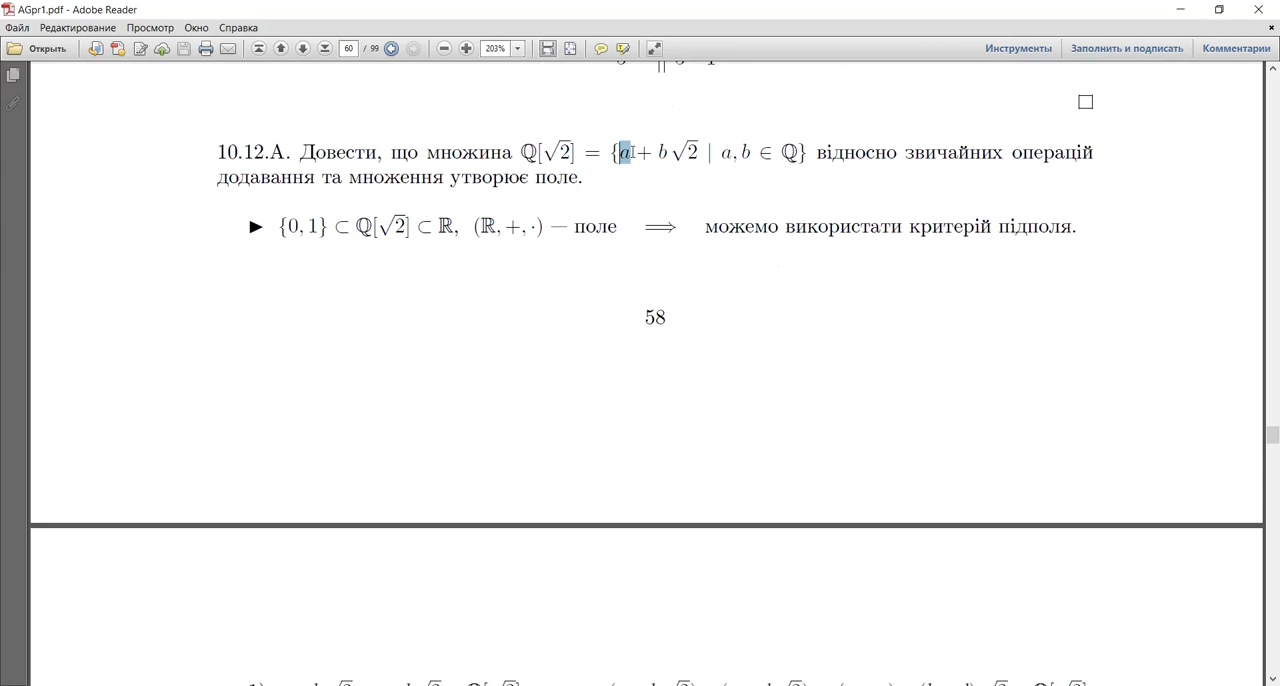 AGpr1.pdf - Adobe Reader
Файл Редактирование Просмотр Окно Справка
Открыть 60 / 99 203% Инструменты Заполнить и подписать Комментарии
□
10.12.A. Довести, що множина ℚ[√2] = {a + b√2 | a, b ∈ ℚ} відносно звичайних операцій
додавання та множення утворює поле.
► {0, 1} ⊂ ℚ[√2] ⊂ ℝ, (ℝ, +, ·) — поле ⟹ можемо використати критерій підполя.
58